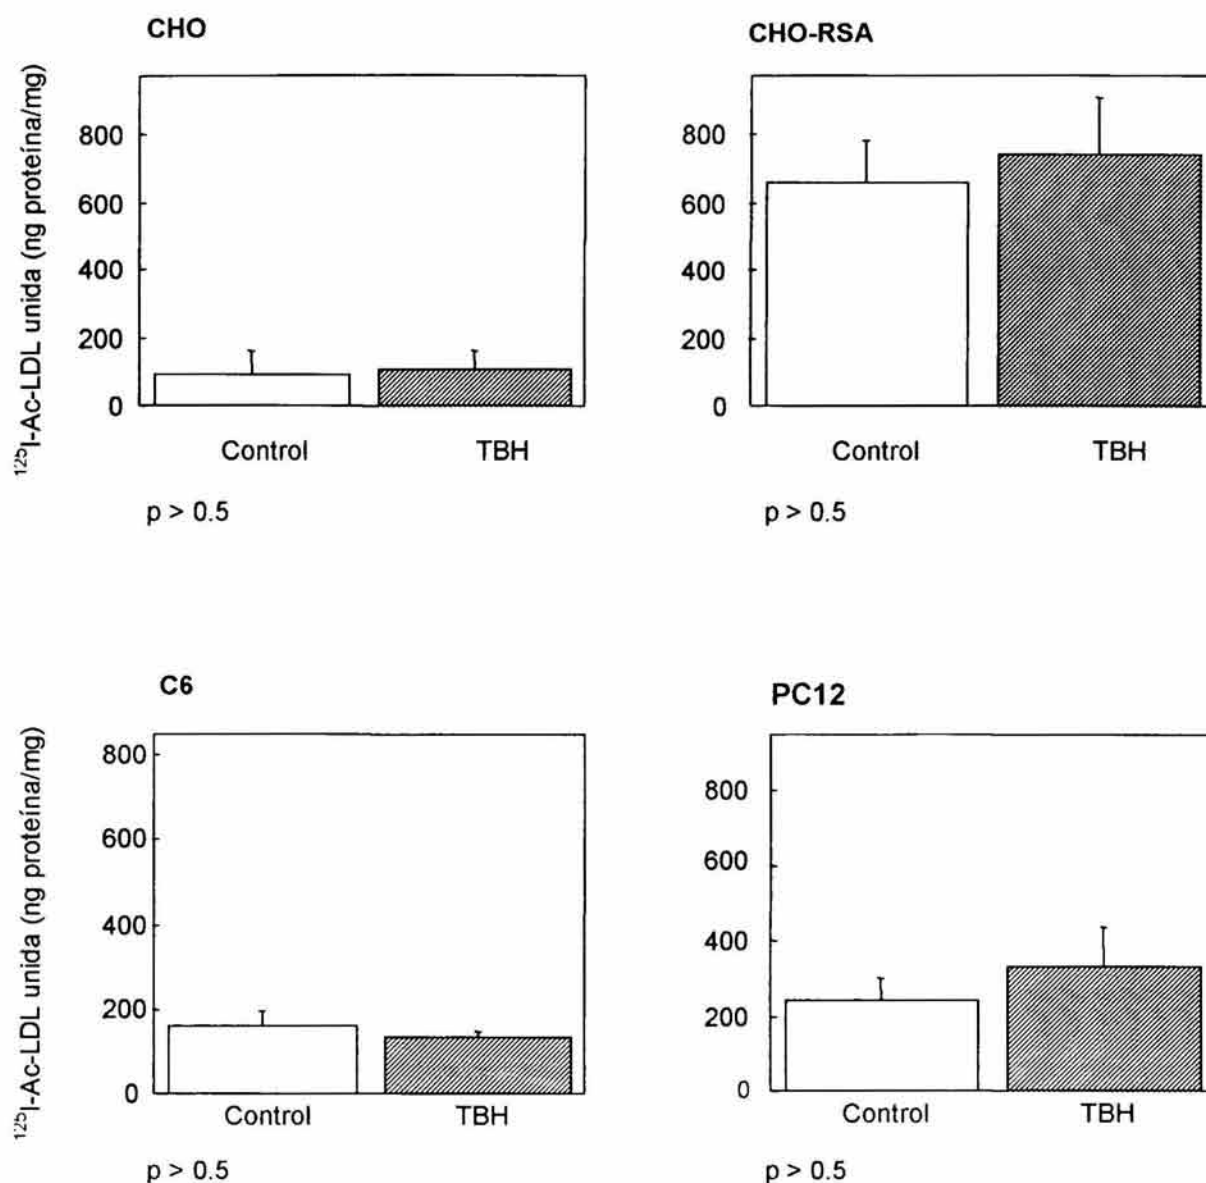 CHO
¹²⁵I-Ac-LDL unida (ng proteína/mg)
800
600
400
200
0
Control TBH
p > 0.5
CHO-RSA
800
600
400
200
0
Control TBH
p > 0.5
C6
¹²⁵I-Ac-LDL unida (ng proteína/mg)
800
600
400
200
0
Control TBH
p > 0.5
PC12
800
600
400
200
0
Control TBH
p > 0.5